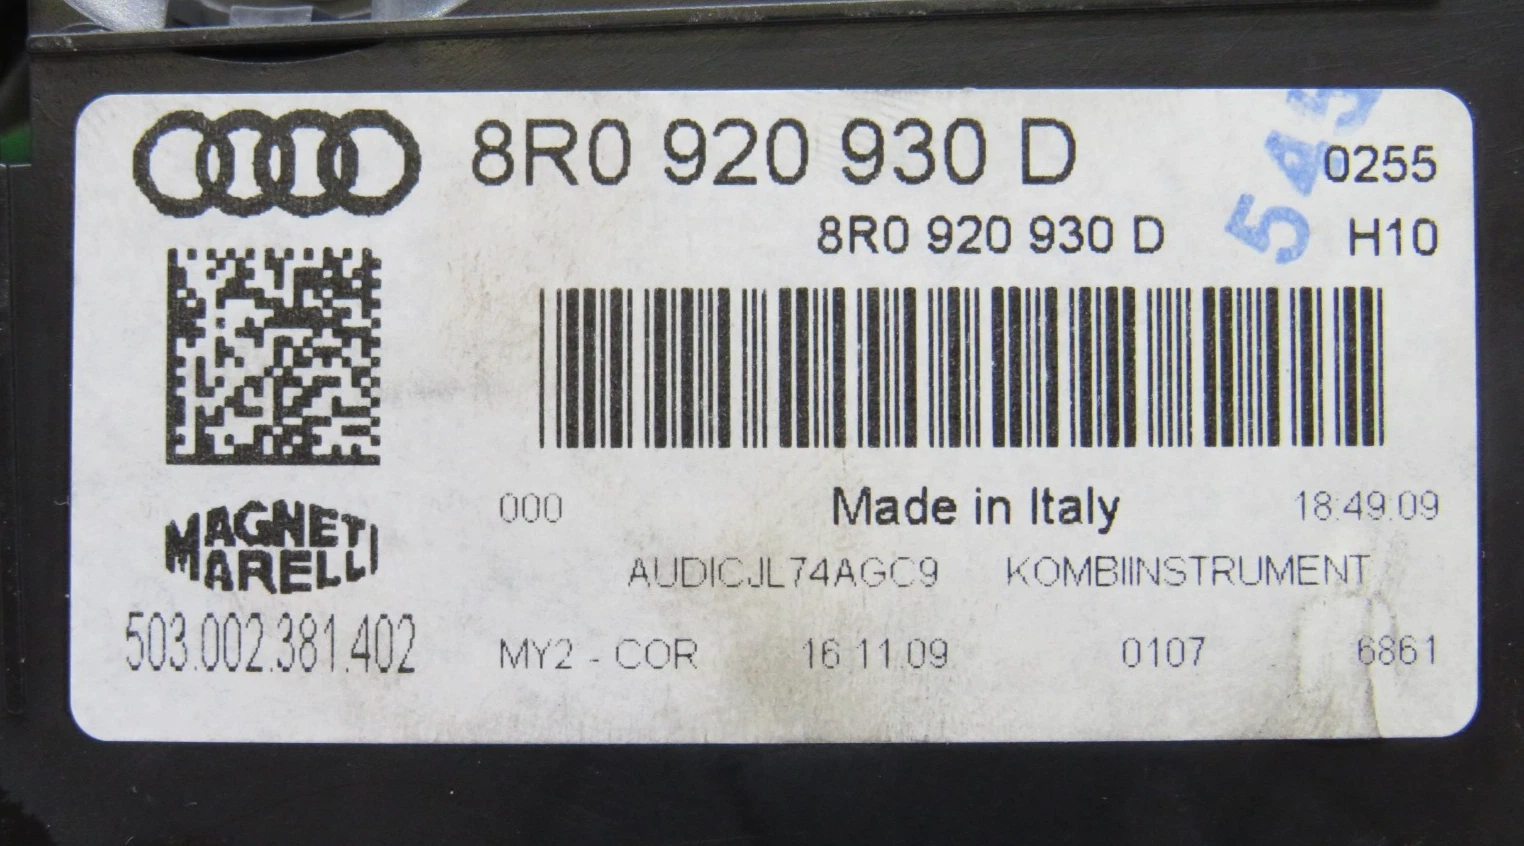 8R0 920 930 D
0255
8R0 920 930 D
H10
000
Made in Italy
18:49:09
MAGNETI
MARELLI
AUDICJL74AGC9 KOMBIINSTRUMENT
503.002.381.402
MY2 - COR 16.11.09 0107 6861